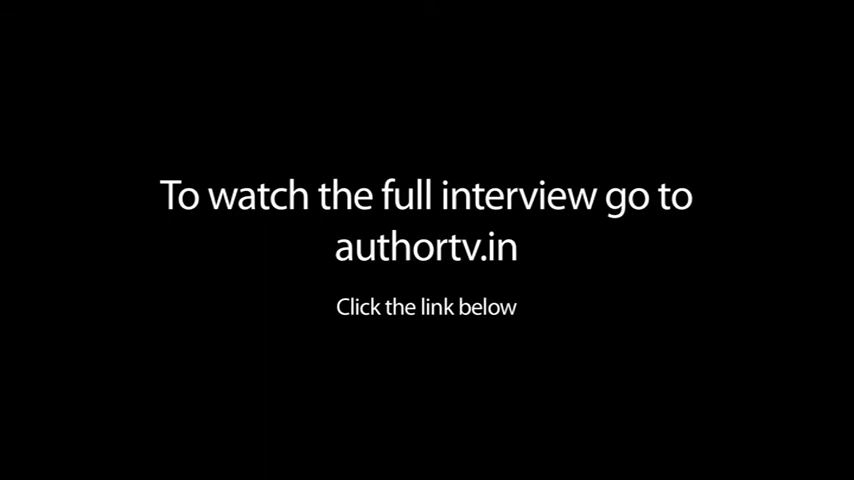 To watch the full interview go to
authortv.in
Click the link below